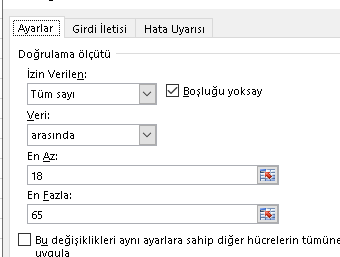 Ayarlar Girdi İletisi Hata Uyarısı
Doğrulama ölçütü
İzin Verilen:
Tüm sayı Boşluğu yoksay
Veri:
arasında
En Az:
18
En Fazla:
65
Bu değişiklikleri aynı ayarlara sahip diğer hücrelerin tümüne
uygula